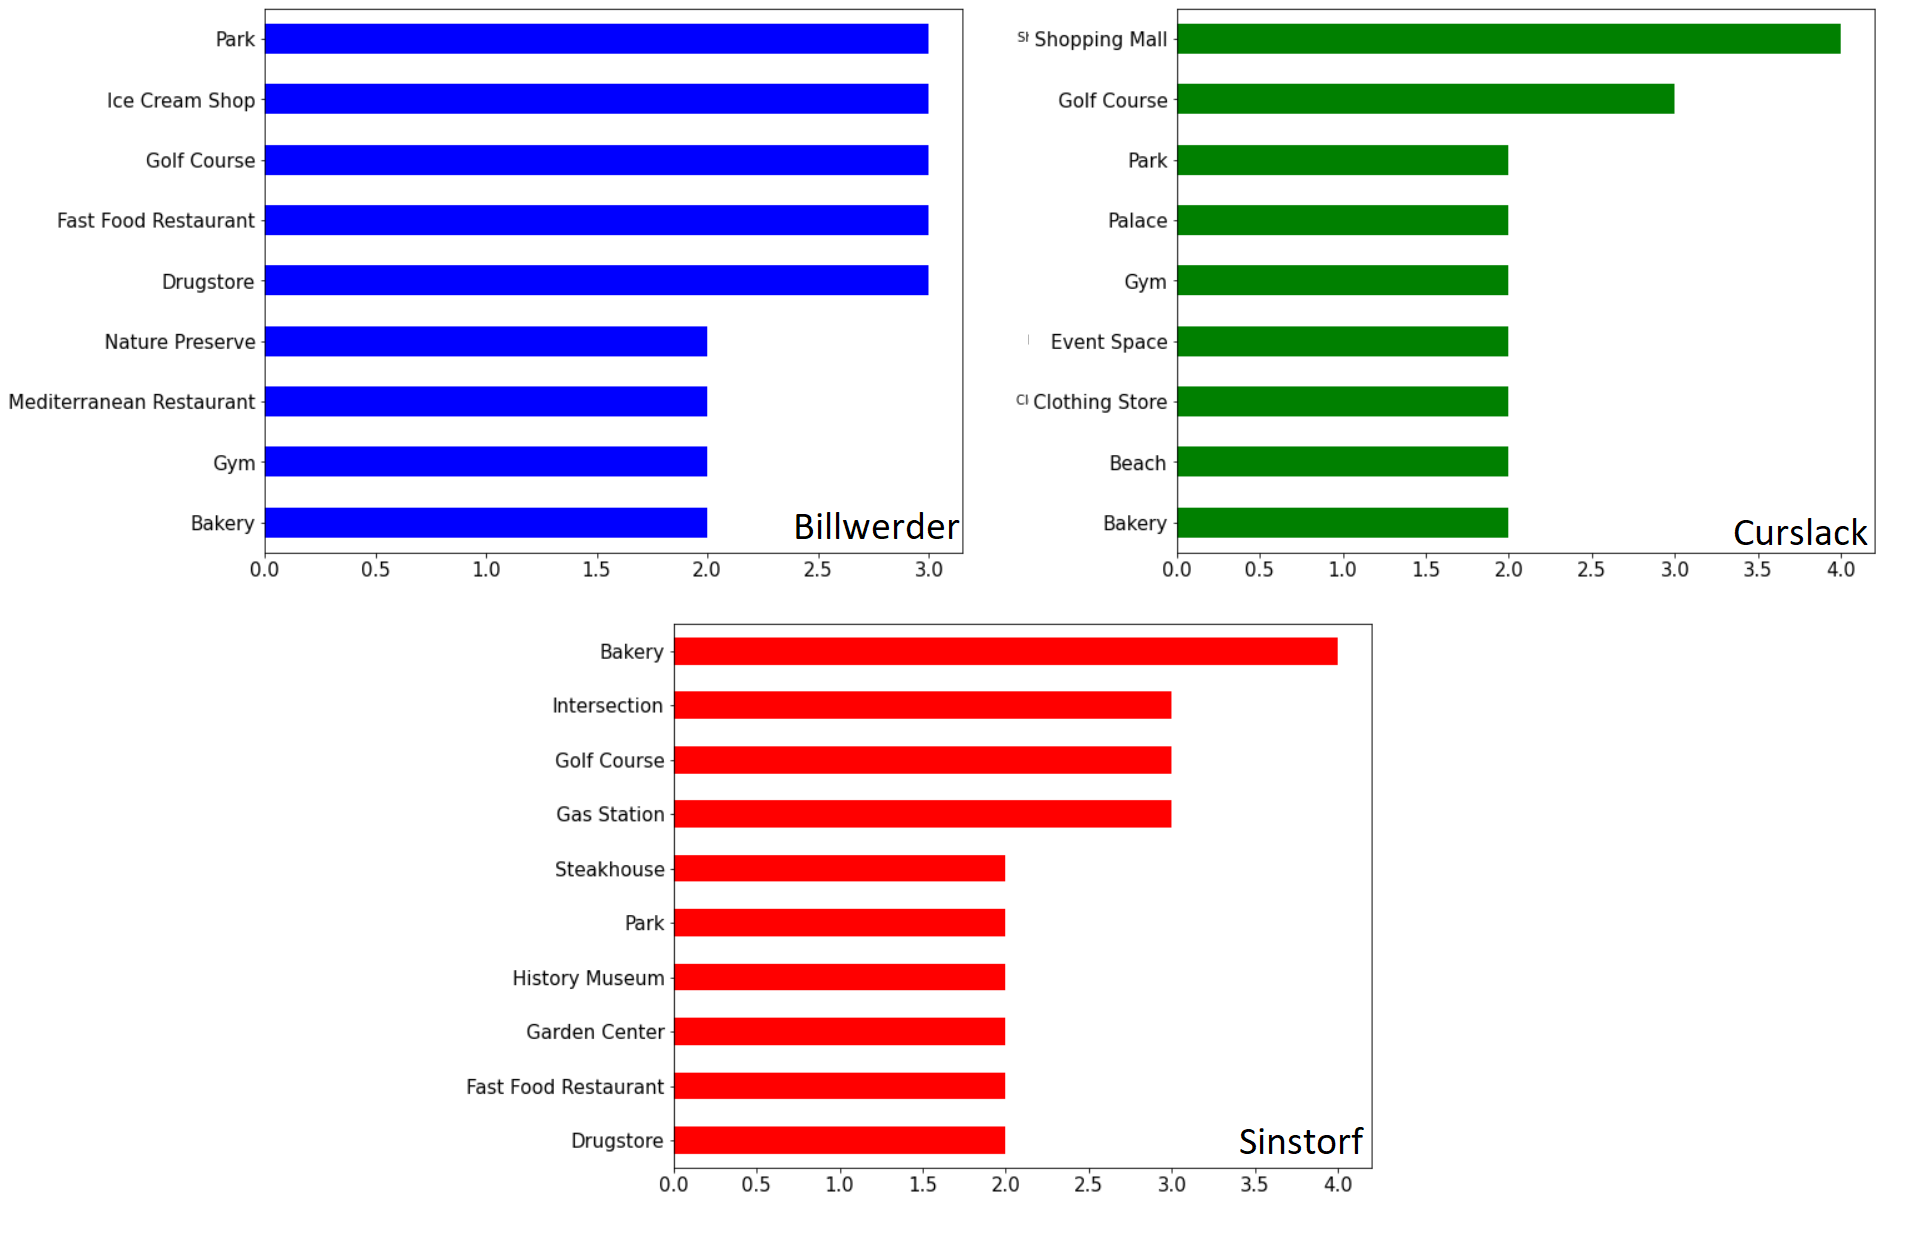 Park
Ice Cream Shop
Golf Course
Fast Food Restaurant
Drugstore
Nature Preserve
Mediterranean Restaurant
Gym
Bakery
Billwerder
0.0 0.5 1.0 1.5 2.0 2.5 3.0
Shopping Mall
Golf Course
Park
Palace
Gym
Event Space
Clothing Store
Beach
Bakery
Curslack
0.0 0.5 1.0 1.5 2.0 2.5 3.0 3.5 4.0
Bakery
Intersection
Golf Course
Gas Station
Steakhouse
Park
History Museum
Garden Center
Fast Food Restaurant
Drugstore
Sinstorf
0.0 0.5 1.0 1.5 2.0 2.5 3.0 3.5 4.0